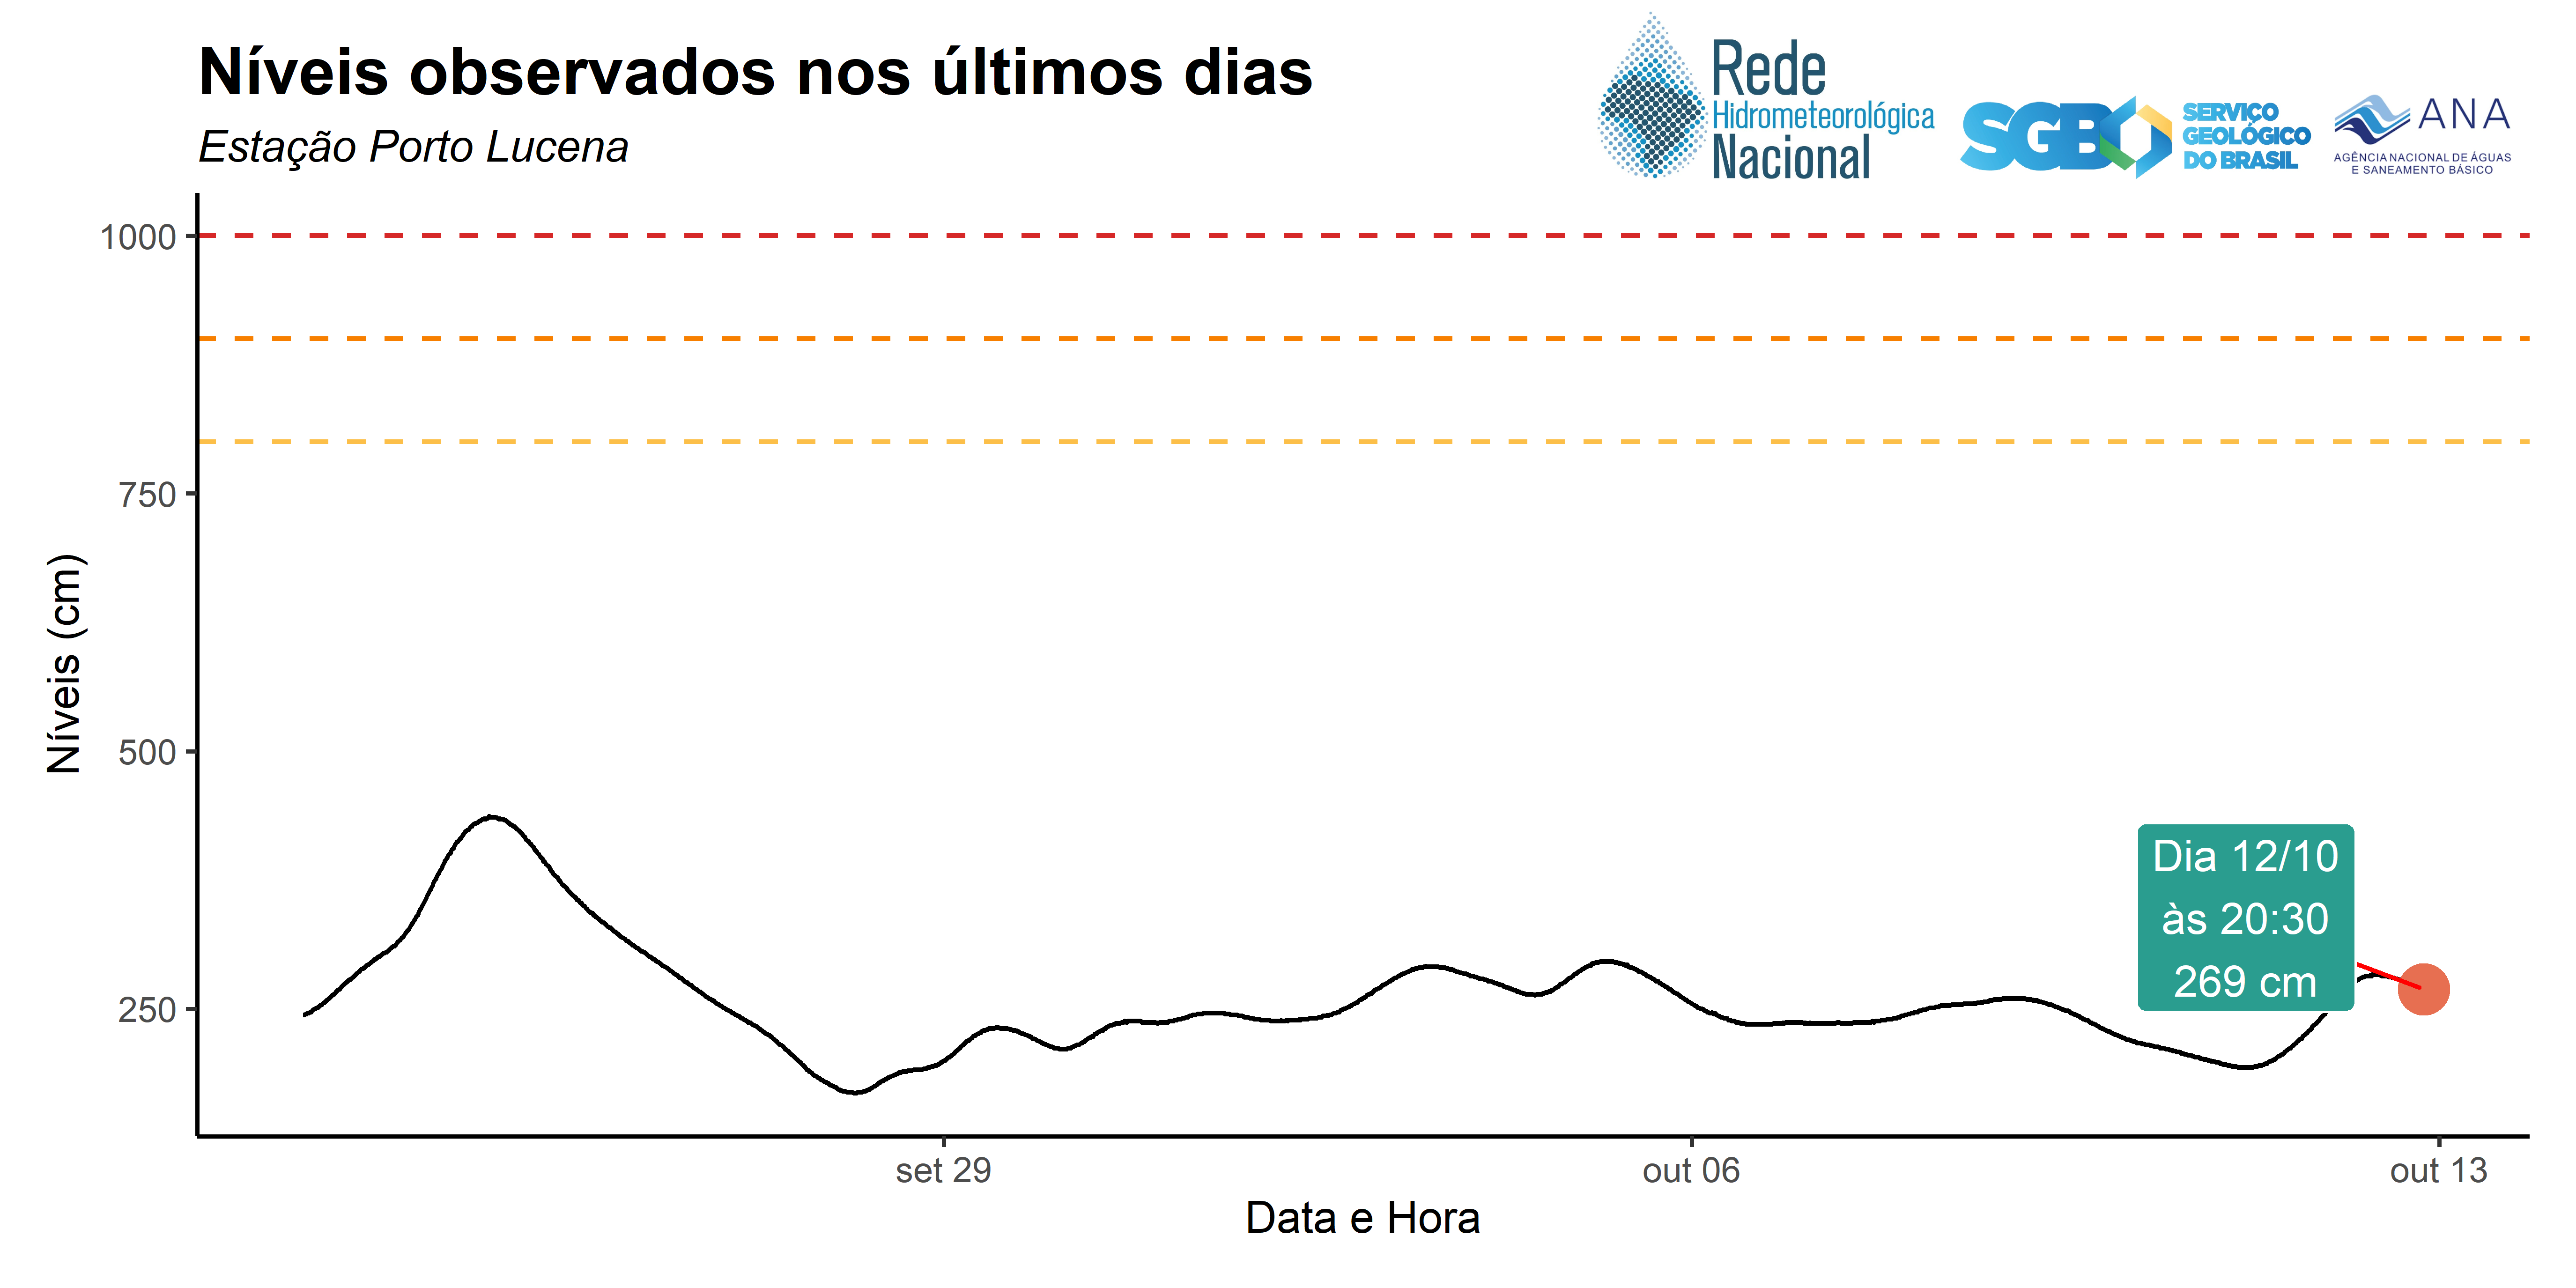 Níveis observados nos últimos dias
Estação Porto Lucena
Rede
Hidrometeorológica
Nacional
SGB
SERVIÇO
GEOLÓGICO
DO BRASIL
ANA
AGÊNCIA NACIONAL DE ÁGUAS
E SANEAMENTO BÁSICO
1000
750
500
250
Níveis (cm)
Dia 12/10
às 20:30
269 cm
set 29
out 06
out 13
Data e Hora